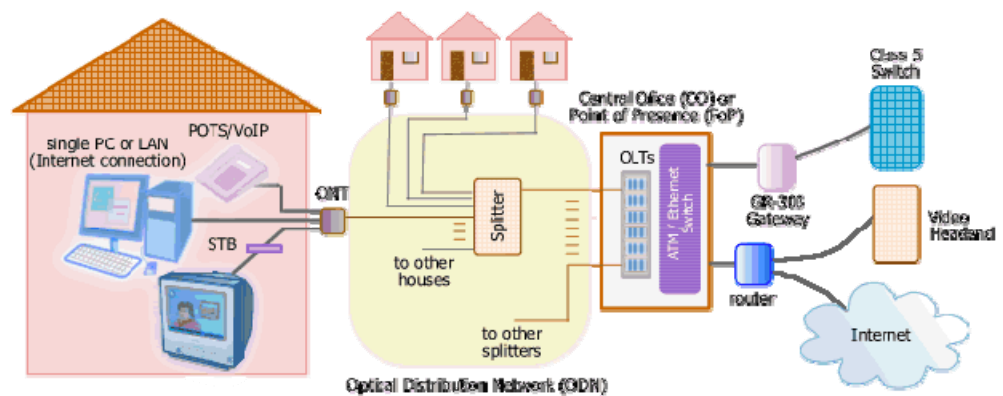 POTS/VoIP
single PC or LAN
(Internet connection)
STB
ONT
Splitter
to other
houses
to other
splitters
Optical Distribution Network (ODN)
Central Office (CO) or
Point of Presence (PoP)
OLTs
ATM / Ethernet
Switch
Class 5
Switch
GR-303
Gateway
Video
Headend
router
Internet